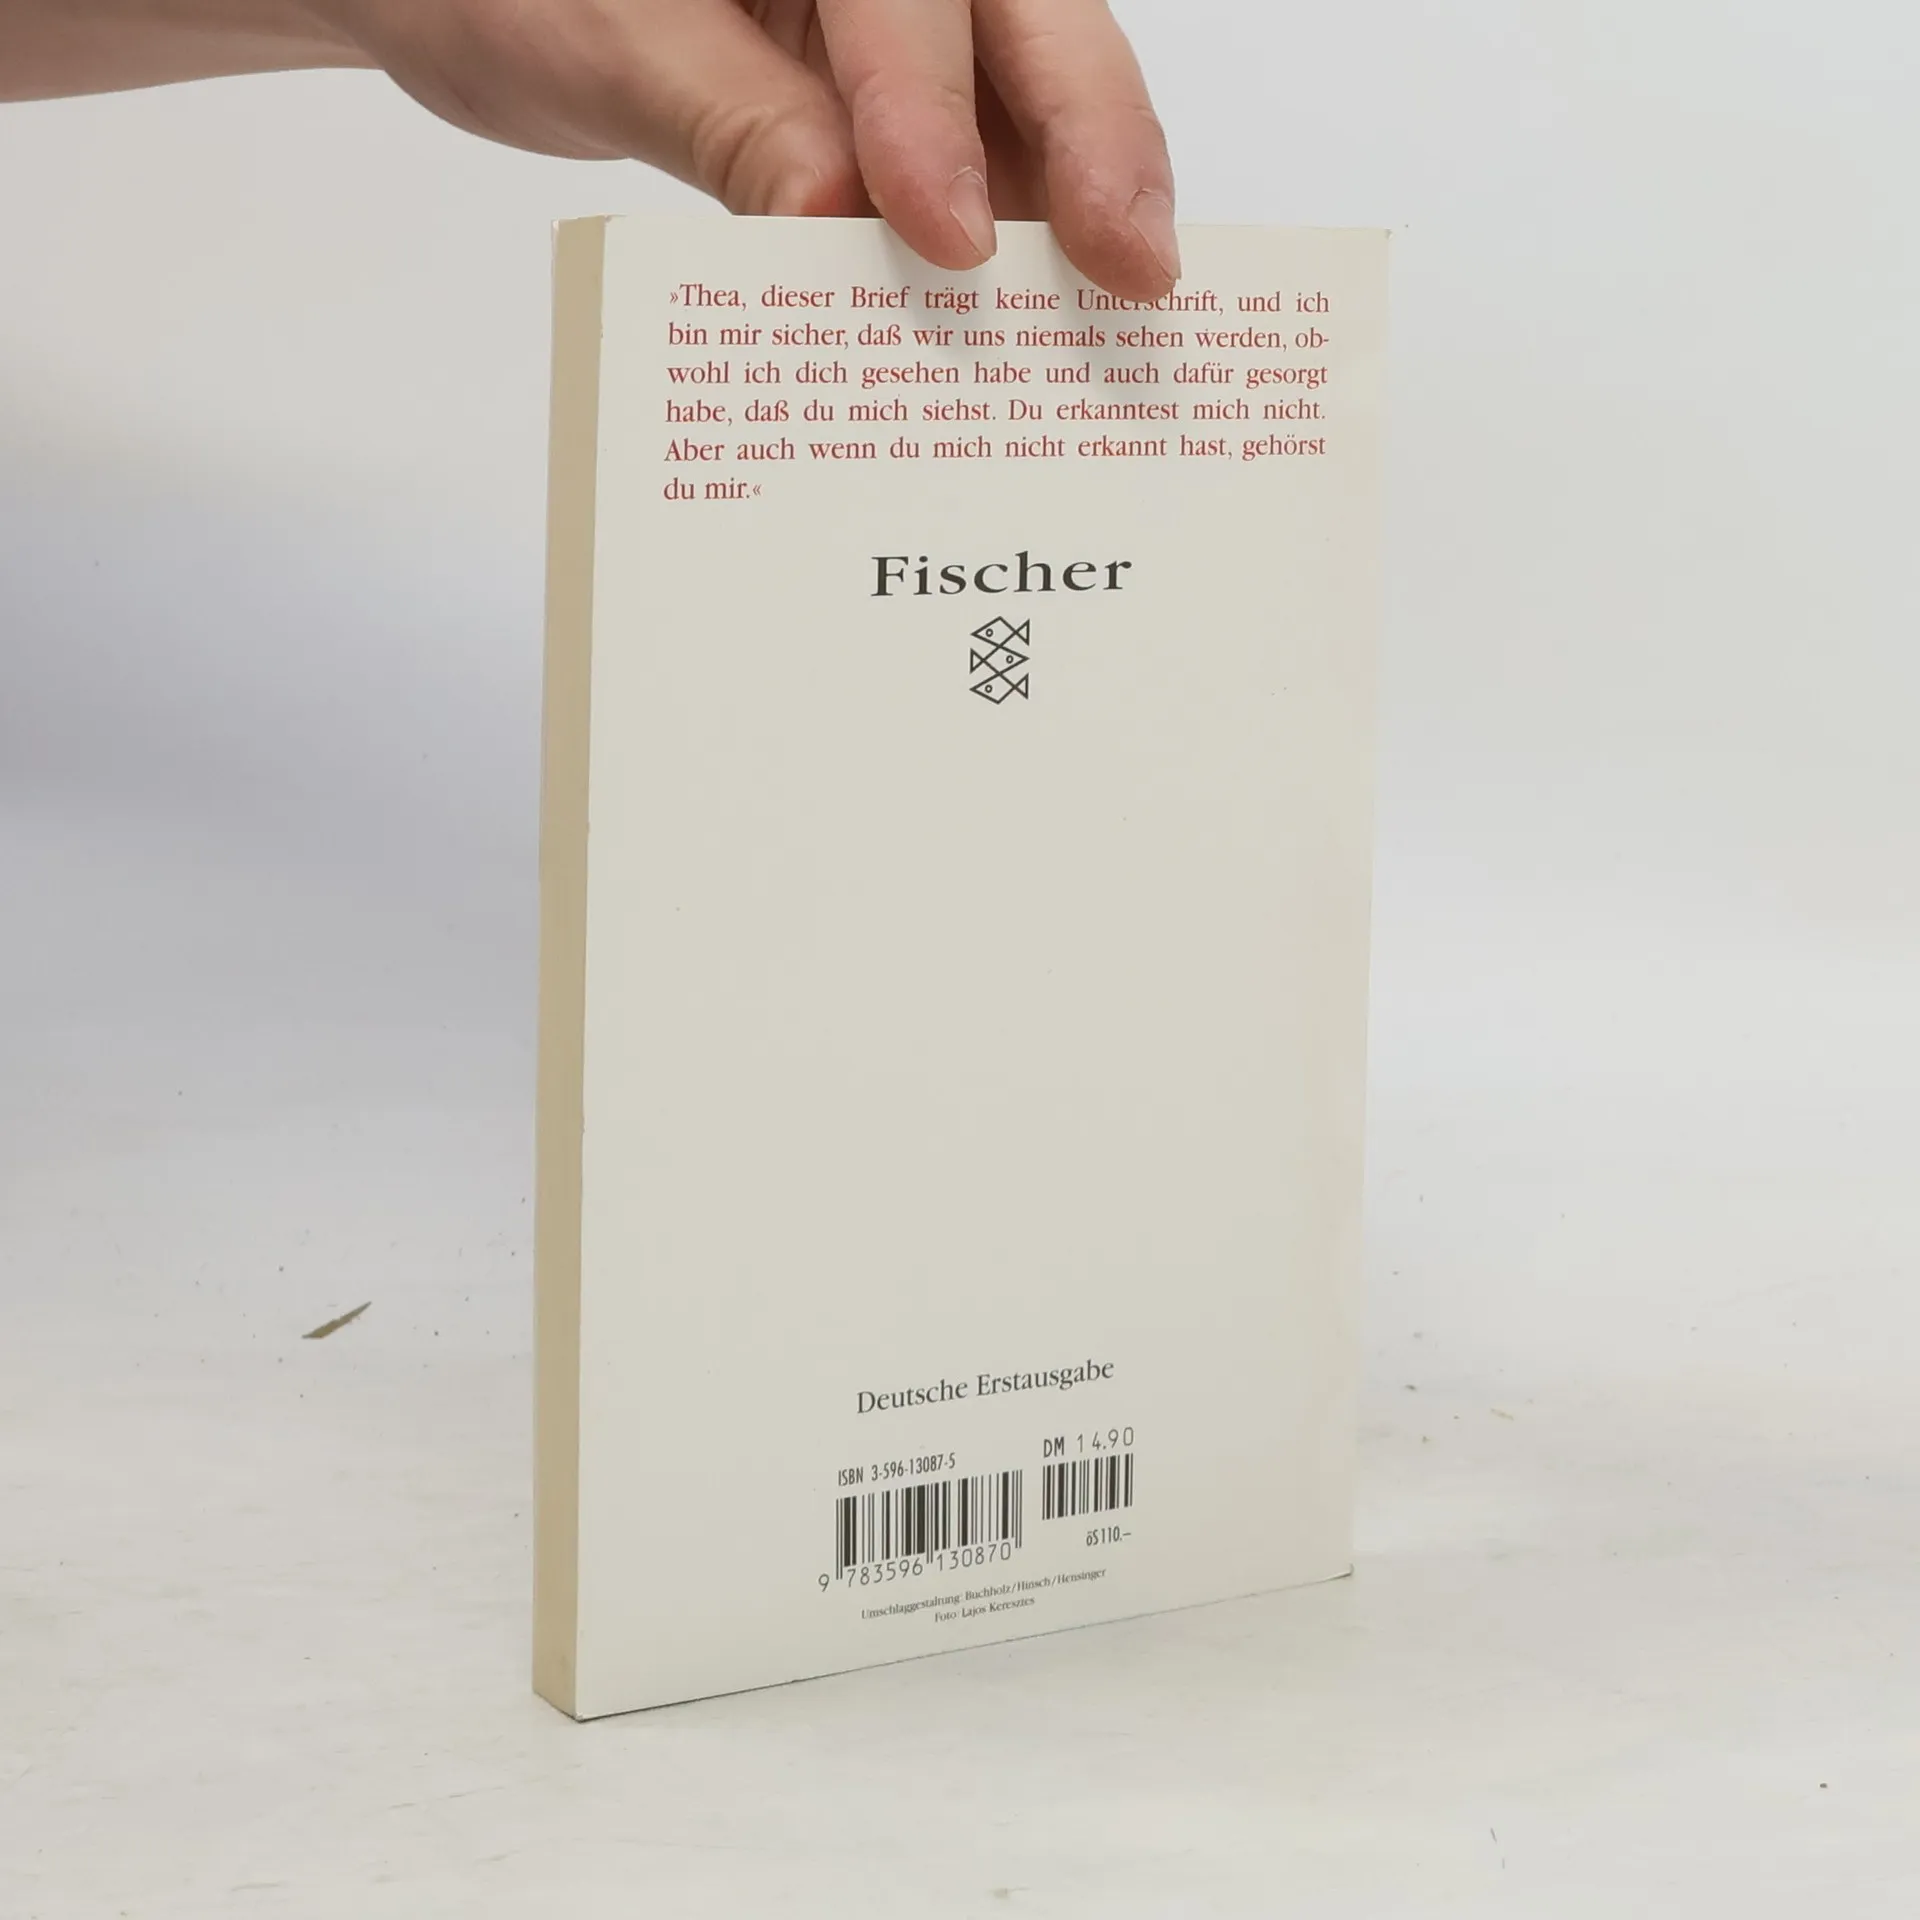 »Thea, dieser Brief trägt keine Unterschrift, und ich
bin mir sicher, daß wir uns niemals sehen werden, ob-
wohl ich dich gesehen habe und auch dafür gesorgt
habe, daß du mich siehst. Du erkanntest mich nicht.
Aber auch wenn du mich nicht erkannt hast, gehörst
du mir.«
Fischer
Deutsche Erstausgabe
ISBN 3-596-13087-5
DM 14.90
9 783596 130870
öS 110.–
Umschlaggestaltung: Buchholz/Hinsch/Hensinger
Foto: Lajos Keresztes